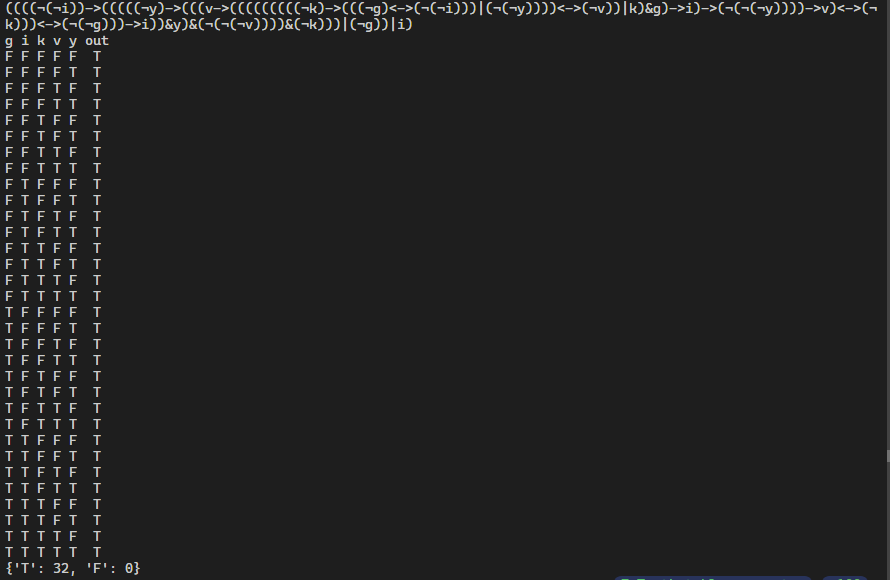 ((((¬(¬i))->(((((¬y)->(((v->(((((((((¬k)->(((¬g)<->(¬(¬i)))|(¬(¬y))))<->(¬v))|k)&g)->i)->(¬(¬(¬y))))->v)<->(¬
k)))<->(¬(¬g)))->i))&y)&(¬(¬(¬v))))&(¬k)))|(¬g))|i)
g i k v y out
F F F F F T
F F F F T T
F F F T F T
F F F T T T
F F T F F T
F F T F T T
F F T T F T
F F T T T T
F T F F F T
F T F F T T
F T F T F T
F T F T T T
F T T F F T
F T T F T T
F T T T F T
F T T T T T
T F F F F T
T F F F T T
T F F T F T
T F F T T T
T F T F F T
T F T F T T
T F T T F T
T F T T T T
T T F F F T
T T F F T T
T T F T F T
T T F T T T
T T T F F T
T T T F T T
T T T T F T
T T T T T T
{'T': 32, 'F': 0}